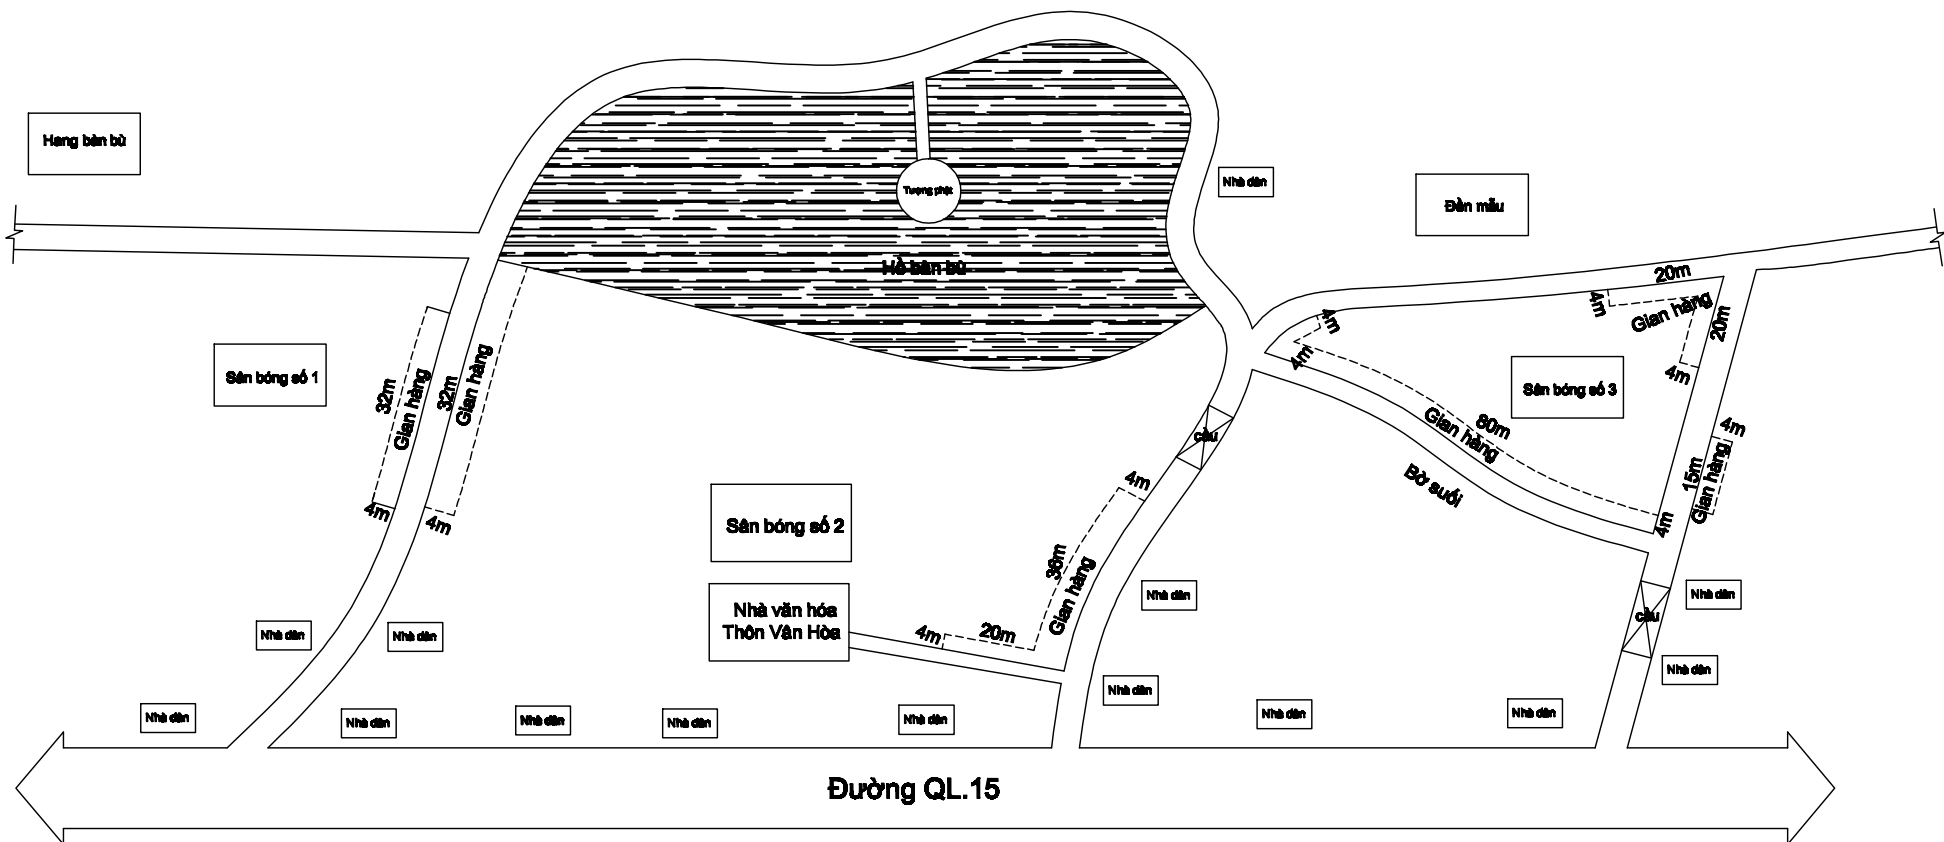 Hang bàn bù
Tượng phật
Nhà dân
Đền mẫu
Hồ bàn bù
20m
4m
Gian hàng
20m
4m
4m
4m
Sân bóng số 1
32m
Gian hàng
32m
Gian hàng
4m
4m
Sân bóng số 3
4m
Gian hàng
80m
15m
Gian hàng
4m
Bờ suối
cầu
4m
Sân bóng số 2
36m
Gian hàng
Nhà văn hóa
Thôn Vân Hòa
4m
20m
Nhà dân
Nhà dân
cầu
Nhà dân
Nhà dân
Nhà dân
Nhà dân
Nhà dân
Nhà dân
Nhà dân
Nhà dân
Nhà dân
Nhà dân
Nhà dân
Đường QL.15